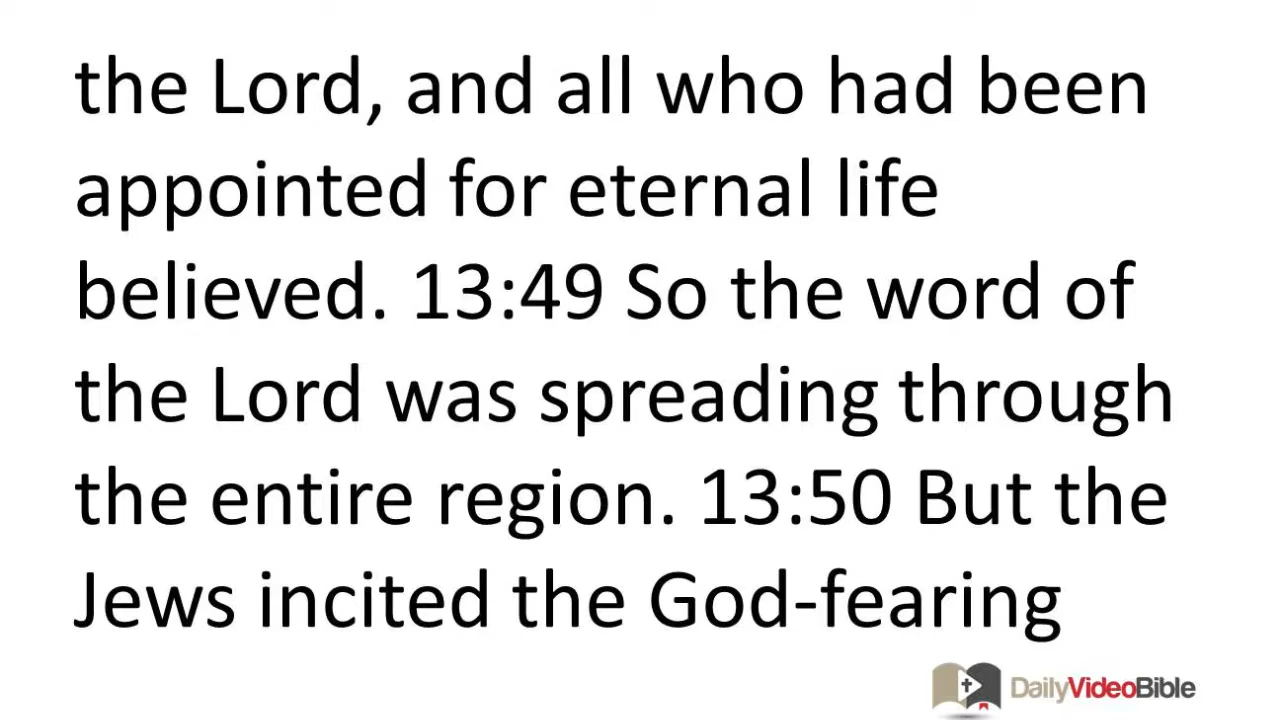 the Lord, and all who had been
appointed for eternal life
believed. 13:49 So the word of
the Lord was spreading through
the entire region. 13:50 But the
Jews incited the God-fearing
DailyVideoBible